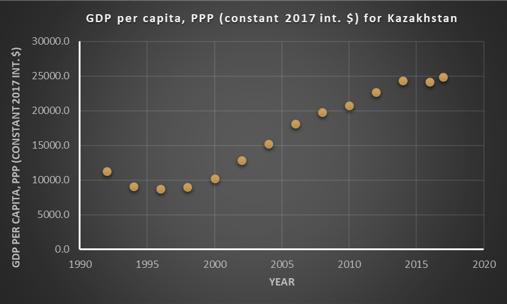 GDP per capita, PPP (constant 2017 int. $) for Kazakhstan
30000.0
25000.0
20000.0
15000.0
10000.0
5000.0
0.0
GDP PER CAPITA, PPP (CONSTANT 2017 INT. $)
1990 1995 2000 2005 2010 2015 2020
YEAR